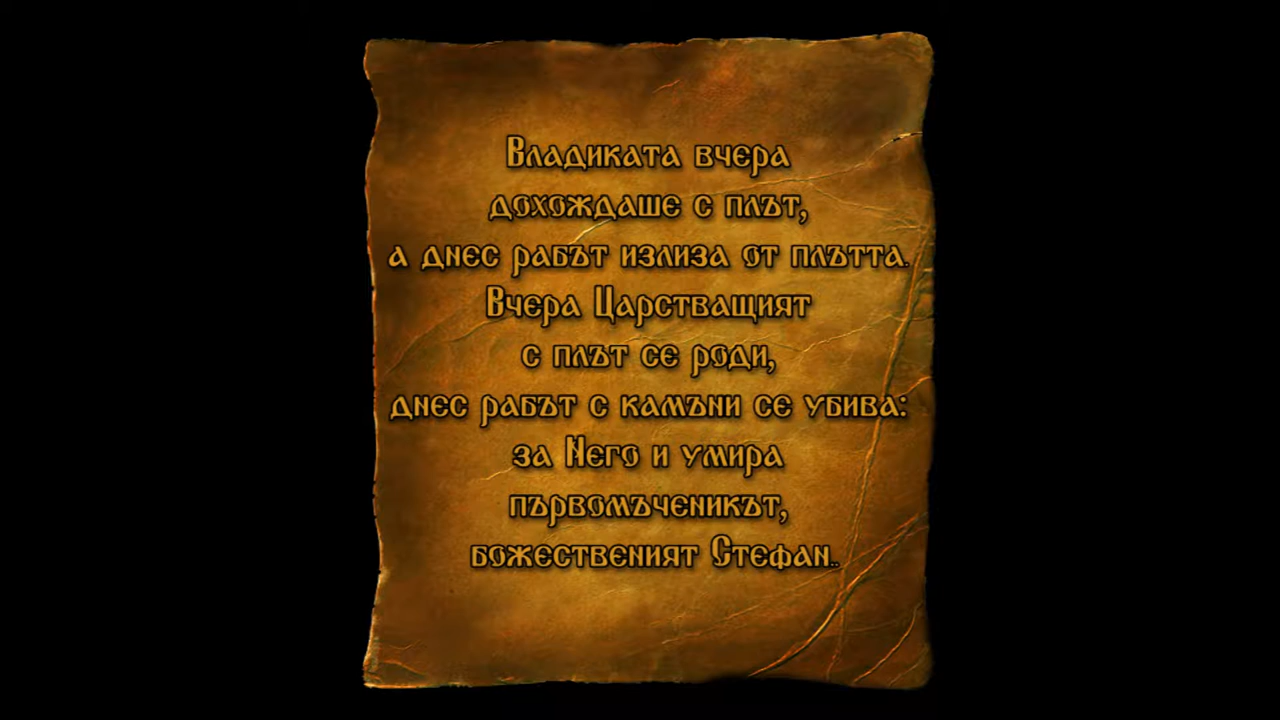 Владиката вчера
дохождаше с плът,
а днес рабът излиза от плътта.
Вчера Царстващият
с плът се роди,
днес рабът с камъни се убива:
за Него и умира
първомъченикът,
божественият Стефан..